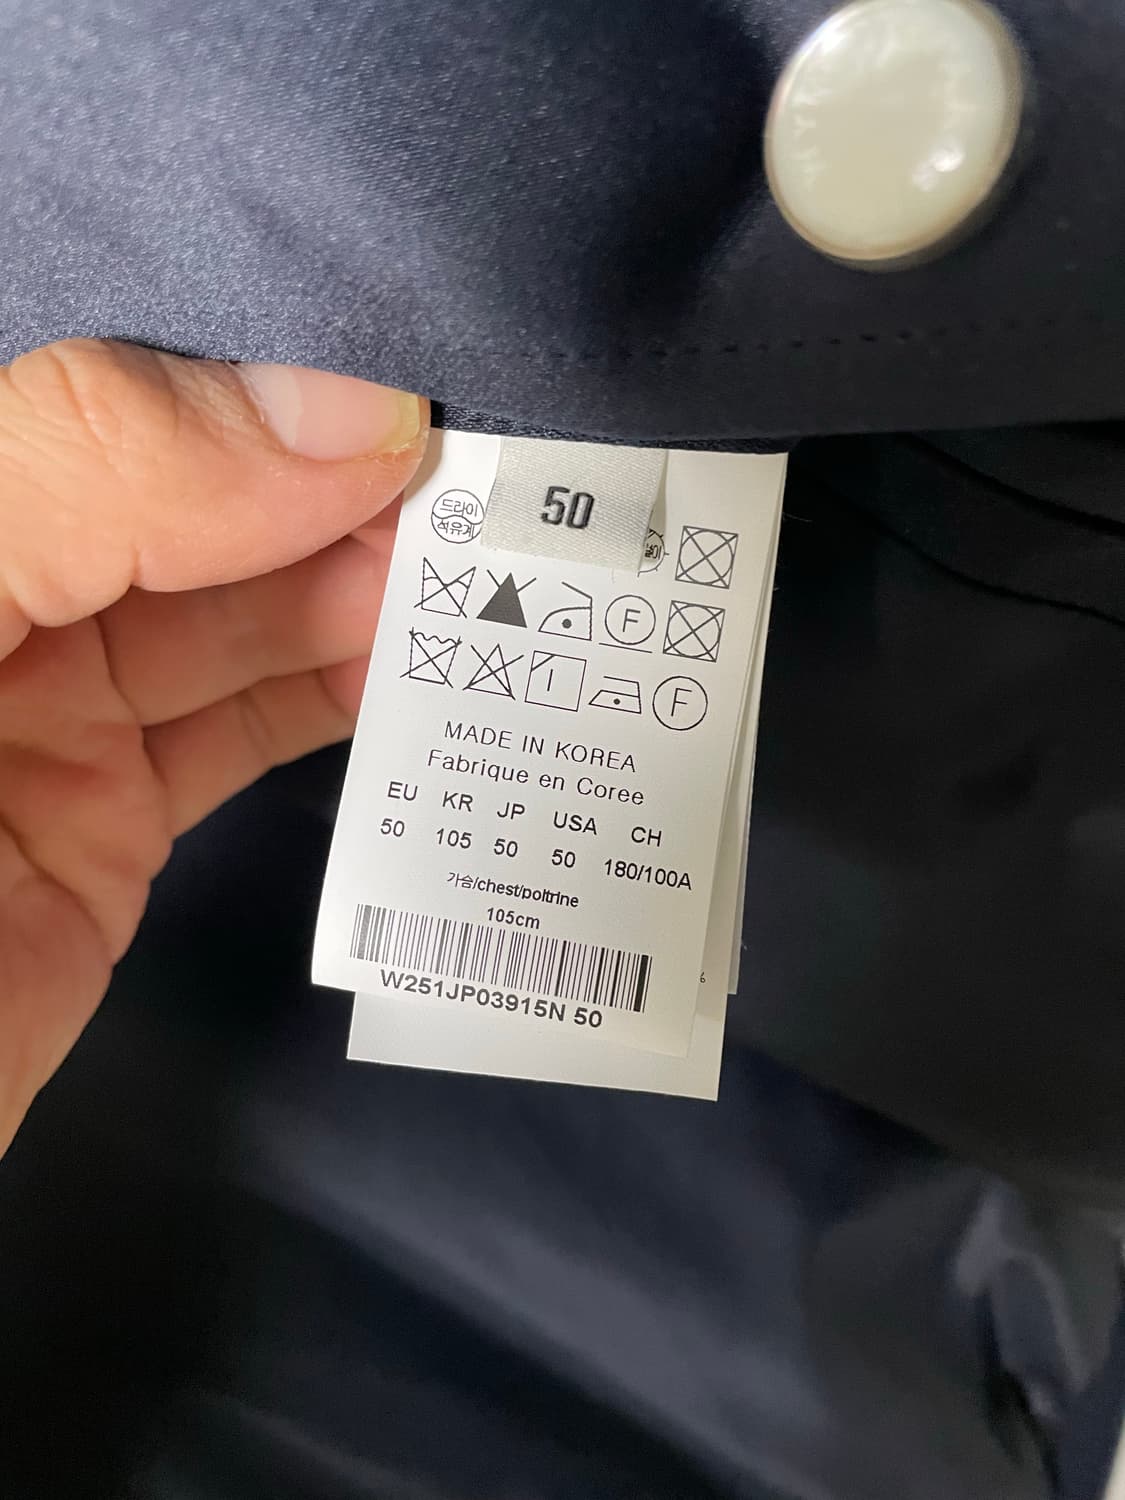 50
드라이
석유계
F
F
MADE IN KOREA
Fabrique en Coree
EU KR JP USA CH
50 105 50 50 180/100A
가슴/chest/poltrine
105cm
W251JP03915N 50
%